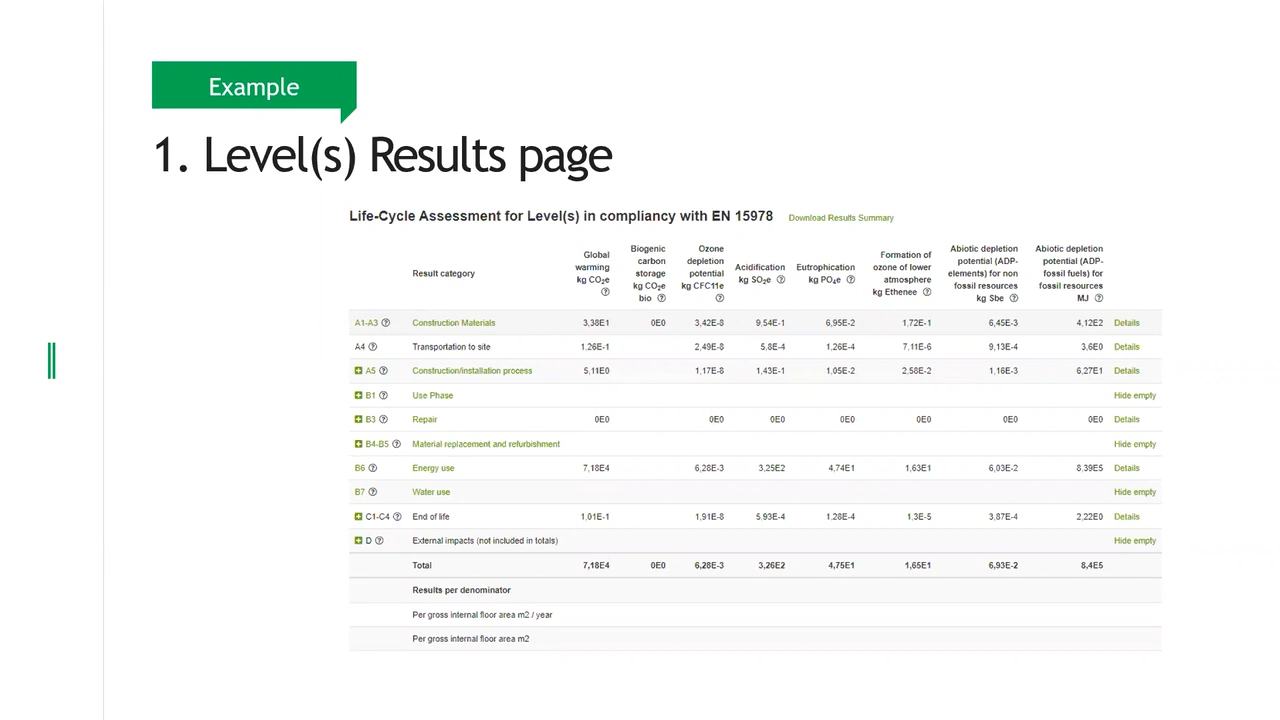 Example
1. Level(s) Results page
Life-Cycle Assessment for Level(s) in compliancy with EN 15978 Download Results Summary
Result category
Global warming kg CO₂e
Biogenic carbon storage kg CO₂e bio
Ozone depletion potential kg CFC11e
Acidification kg SO₂e
Eutrophication kg PO₄e
Formation of ozone of lower atmosphere kg Ethenee
Abiotic depletion potential (ADP-elements) for non fossil resources kg Sbe
Abiotic depletion potential (ADP-fossil fuels) for fossil resources MJ
A1-A3 Construction Materials 3,38E1 0E0 3,42E-8 9,54E-1 6,95E-2 1,72E-1 6,45E-3 4,12E2 Details
A4 Transportation to site 1,26E-1 2,49E-8 5,8E-4 1,26E-4 7,11E-6 9,13E-4 3,6E0 Details
A5 Construction/installation process 5,11E0 1,17E-8 1,43E-1 1,05E-2 2,58E-2 1,16E-3 6,27E1 Details
B1 Use Phase Hide empty
B3 Repair 0E0 0E0 0E0 0E0 0E0 0E0 0E0 Details
B4-B5 Material replacement and refurbishment Hide empty
B6 Energy use 7,18E4 6,28E-3 3,25E2 4,74E1 1,63E1 6,03E-2 8,39E5 Details
B7 Water use Hide empty
C1-C4 End of life 1,01E-1 1,91E-8 5,93E-4 1,28E-4 1,3E-5 3,87E-4 2,22E0 Details
D External impacts (not included in totals) Hide empty
Total 7,18E4 0E0 6,28E-3 3,26E2 4,75E1 1,65E1 6,93E-2 8,4E5
Results per denominator
Per gross internal floor area m2 / year
Per gross internal floor area m2